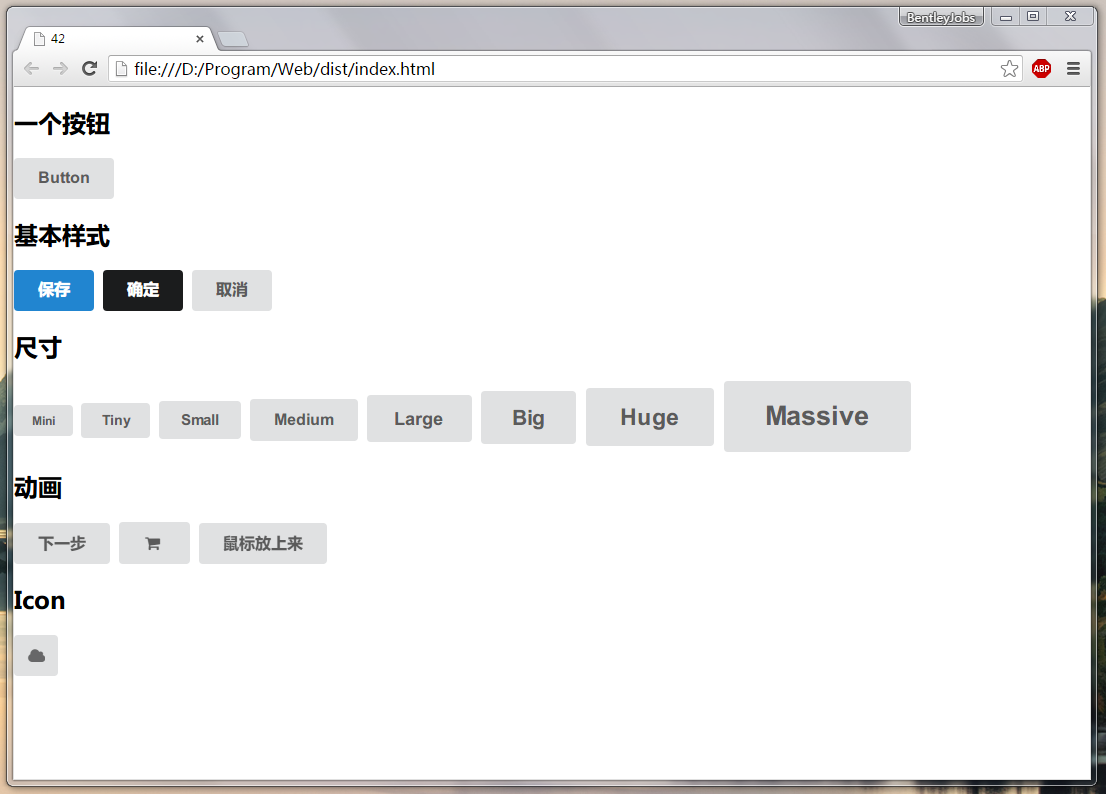 BentleyJobs
42
file:///D:/Program/Web/dist/index.html
ABP
一个按钮
Button
基本样式
保存 确定 取消
尺寸
Mini Tiny Small Medium Large Big Huge Massive
动画
下一步 鼠标放上来
Icon